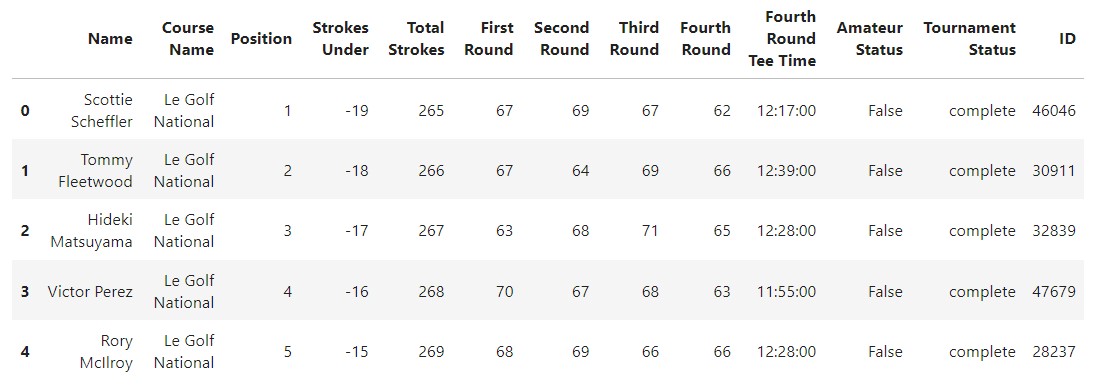 Name Course Name Position Strokes Under Total Strokes First Round Second Round Third Round Fourth Round Fourth Round Tee Time Amateur Status Tournament Status ID
0 Scottie Scheffler Le Golf National 1 -19 265 67 69 67 62 12:17:00 False complete 46046
1 Tommy Fleetwood Le Golf National 2 -18 266 67 64 69 66 12:39:00 False complete 30911
2 Hideki Matsuyama Le Golf National 3 -17 267 63 68 71 65 12:28:00 False complete 32839
3 Victor Perez Le Golf National 4 -16 268 70 67 68 63 11:55:00 False complete 47679
4 Rory McIlroy Le Golf National 5 -15 269 68 69 66 66 12:28:00 False complete 28237